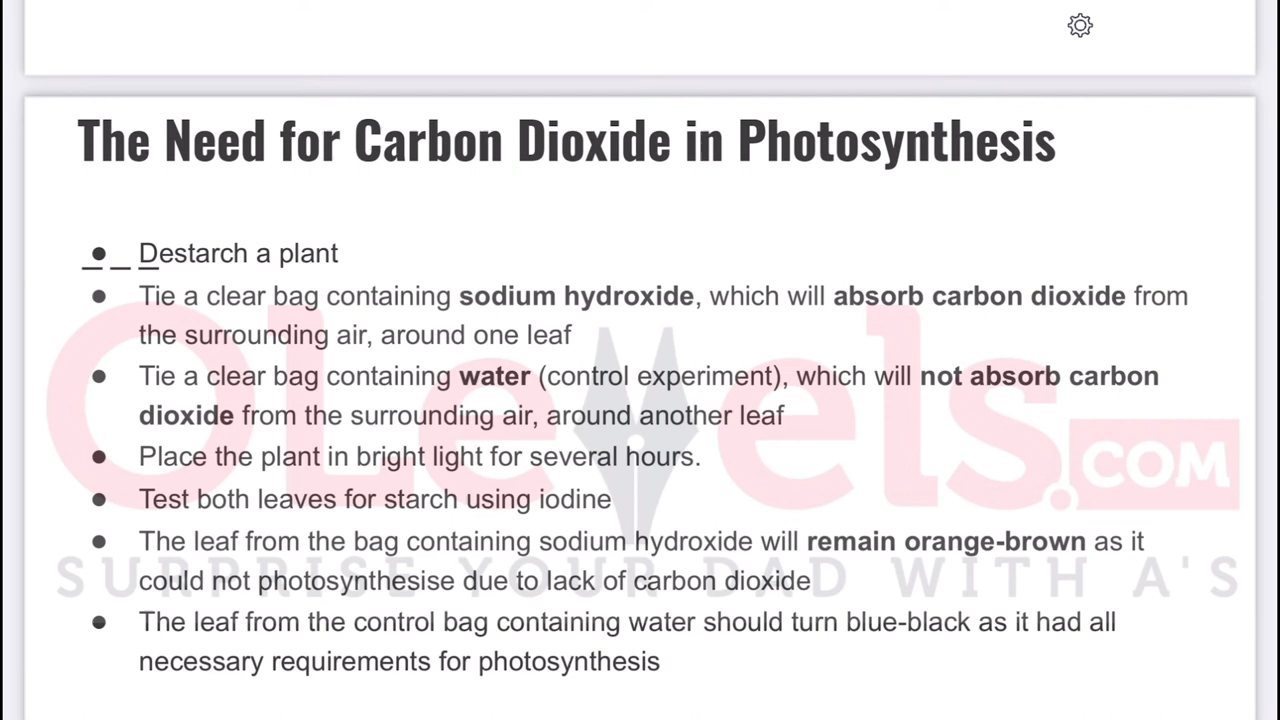 The Need for Carbon Dioxide in Photosynthesis
● Destarch a plant
● Tie a clear bag containing sodium hydroxide, which will absorb carbon dioxide from
the surrounding air, around one leaf
● Tie a clear bag containing water (control experiment), which will not absorb carbon
dioxide from the surrounding air, around another leaf
● Place the plant in bright light for several hours.
● Test both leaves for starch using iodine
● The leaf from the bag containing sodium hydroxide will remain orange-brown as it
could not photosynthesise due to lack of carbon dioxide
● The leaf from the control bag containing water should turn blue-black as it had all
necessary requirements for photosynthesis
OLevels.COM
SURPRISE YOUR DAD WITH A'S